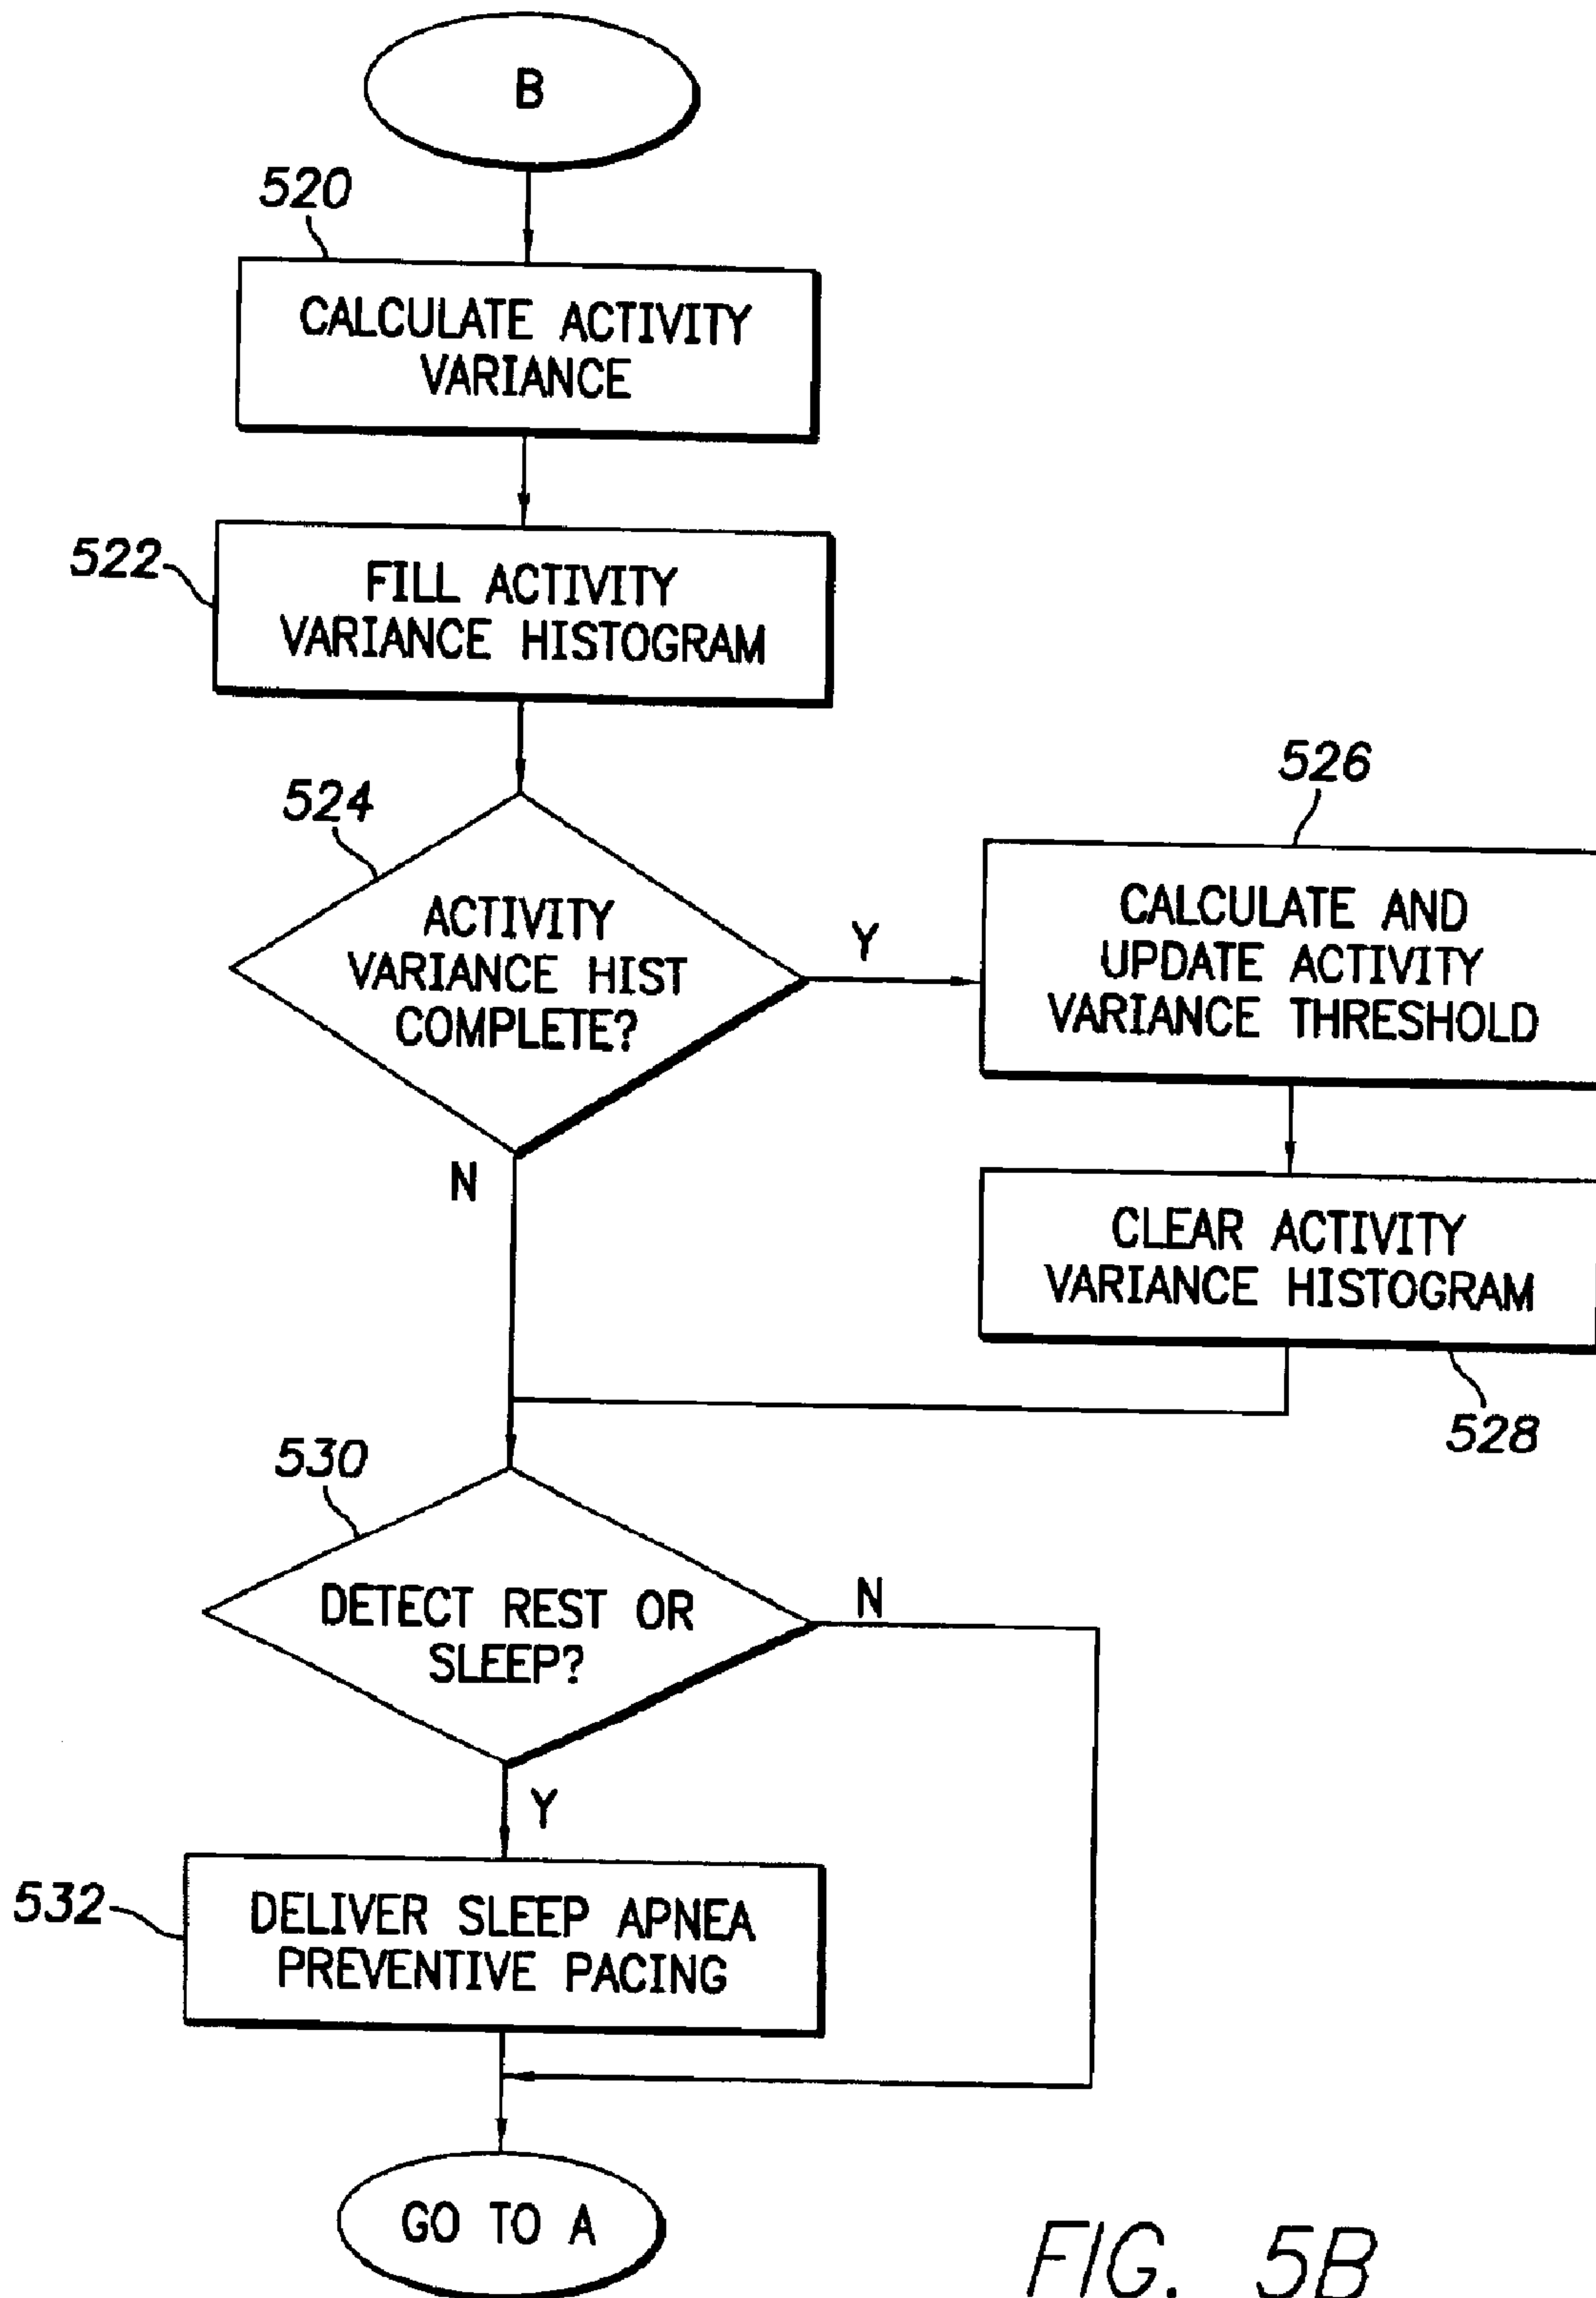 B
520
CALCULATE ACTIVITY
VARIANCE
522
FILL ACTIVITY
VARIANCE HISTOGRAM
524
ACTIVITY
VARIANCE HIST
COMPLETE?
Y
N
526
CALCULATE AND
UPDATE ACTIVITY
VARIANCE THRESHOLD
CLEAR ACTIVITY
VARIANCE HISTOGRAM
528
530
DETECT REST OR
SLEEP?
N
Y
532
DELIVER SLEEP APNEA
PREVENTIVE PACING
GO TO A
FIG. 5B